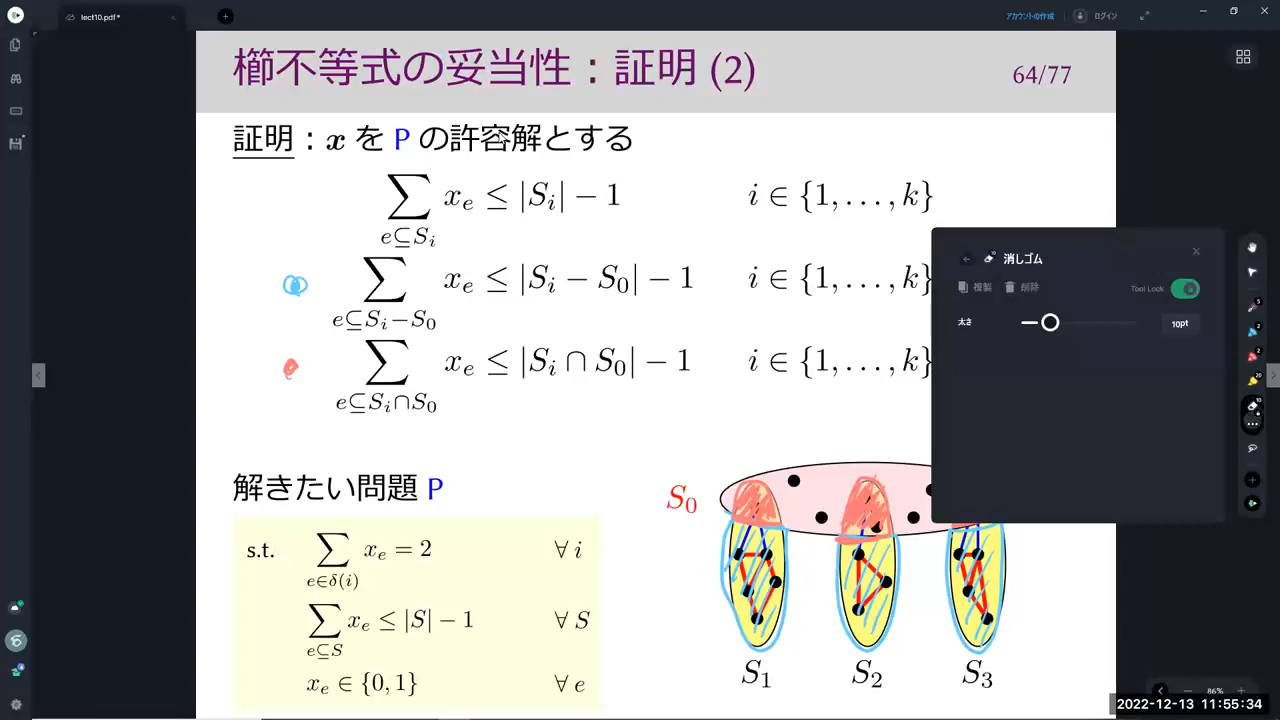 lect10.pdf*
アカウントの作成
ログイン
櫛不等式の妥当性：証明 (2)
64/77
証明：x を P の許容解とする
∑_{e⊆S_i} x_e ≤ |S_i| − 1 i ∈ {1, . . . , k}
∑_{e⊆S_i−S_0} x_e ≤ |S_i − S_0| − 1 i ∈ {1, . . . , k}
∑_{e⊆S_i∩S_0} x_e ≤ |S_i ∩ S_0| − 1 i ∈ {1, . . . , k}
消しゴム
複製
削除
Tool Lock
太さ
10pt
解きたい問題 P
s.t. ∑_{e∈δ(i)} x_e = 2 ∀ i
∑_{e⊆S} x_e ≤ |S| − 1 ∀ S
x_e ∈ {0, 1} ∀ e
S_0
S_1
S_2
S_3
86%
2022-12-13 11:55:34